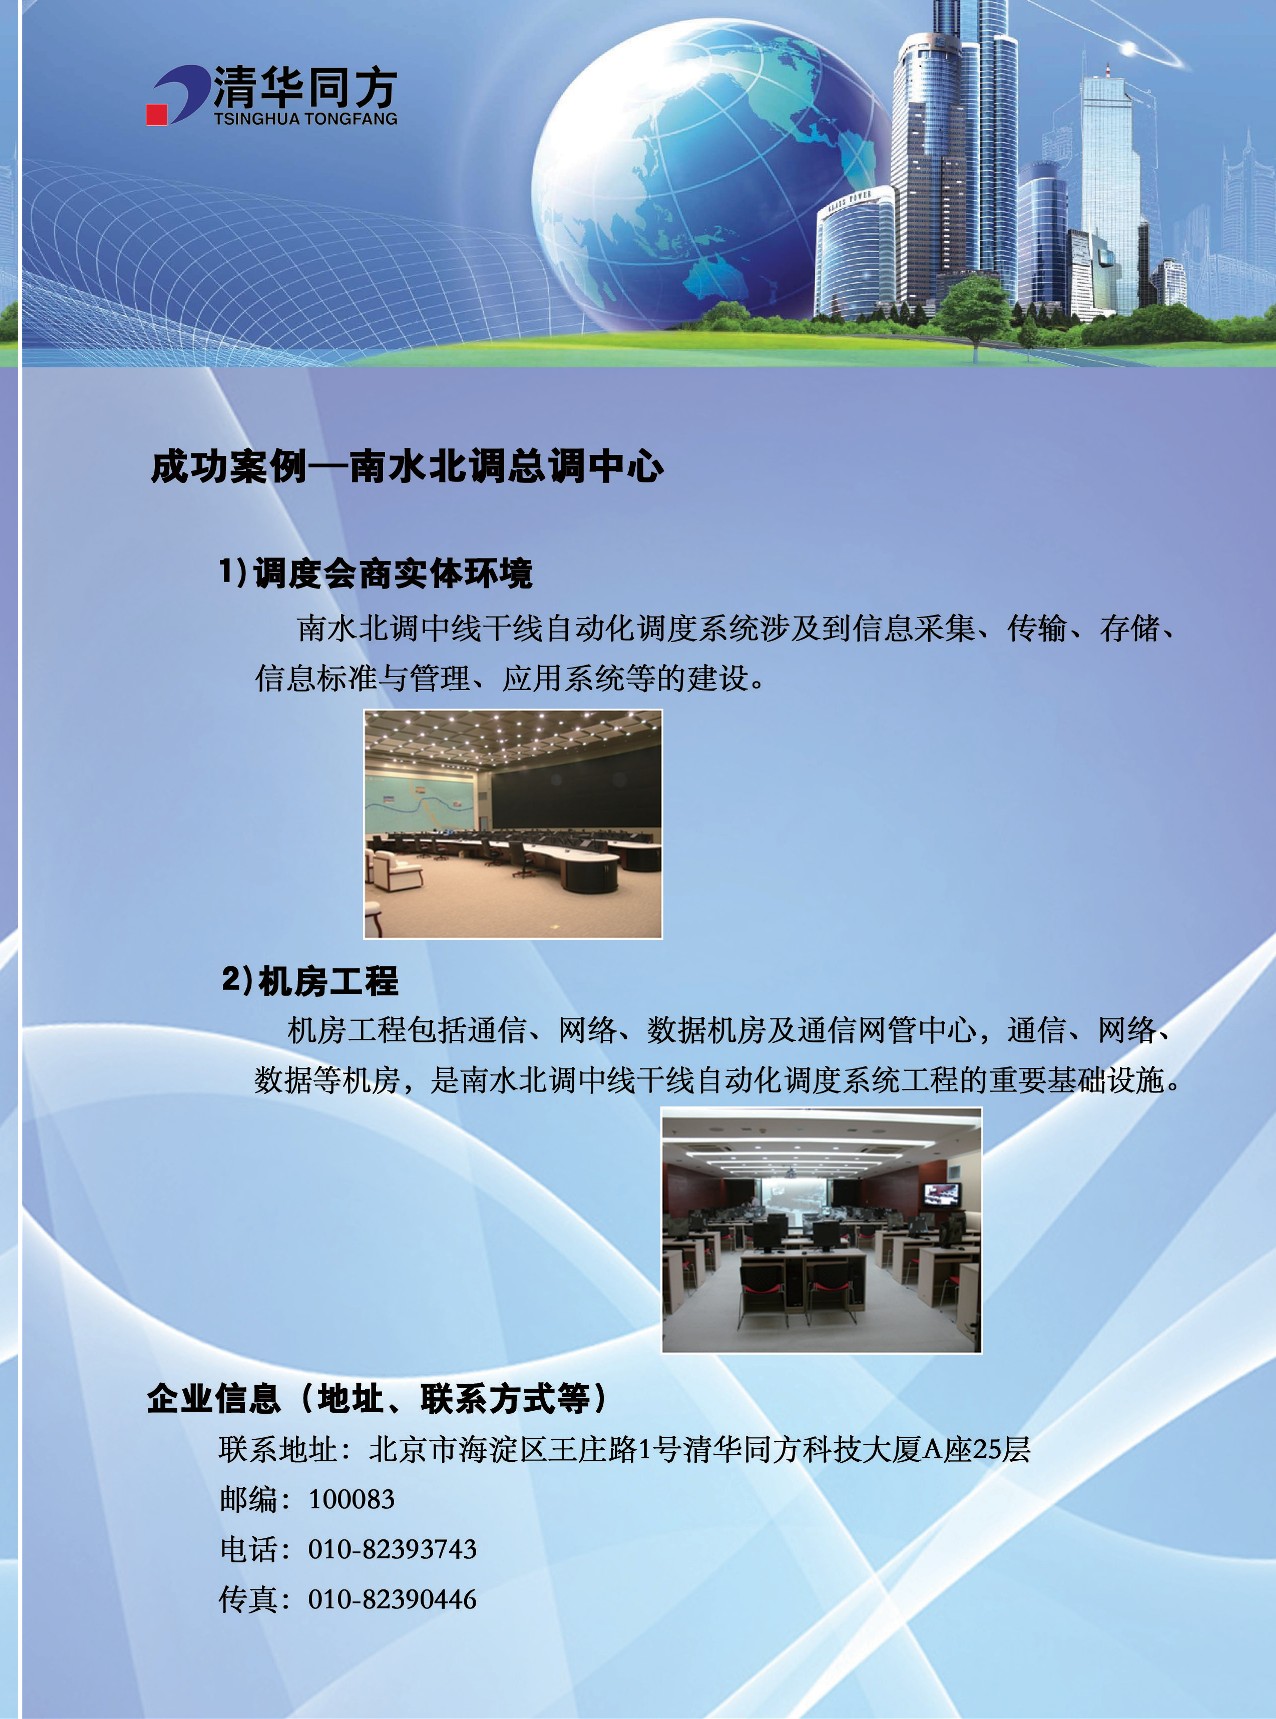 清华同方
TSINGHUA TONGFANG
GLASS TOWER
成功案例—南水北调总调中心
1)调度会商实体环境
南水北调中线干线自动化调度系统涉及到信息采集、传输、存储、
信息标准与管理、应用系统等的建设。
2)机房工程
机房工程包括通信、网络、数据机房及通信网管中心，通信、网络、
数据等机房，是南水北调中线干线自动化调度系统工程的重要基础设施。
企业信息（地址、联系方式等）
联系地址：北京市海淀区王庄路1号清华同方科技大厦A座25层
邮编：100083
电话：010-82393743
传真：010-82390446